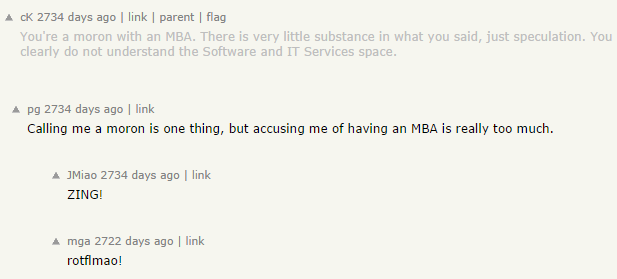 cK 2734 days ago | link | parent | flag
You're a moron with an MBA. There is very little substance in what you said, just speculation. You
clearly do not understand the Software and IT Services space.
pg 2734 days ago | link
Calling me a moron is one thing, but accusing me of having an MBA is really too much.
JMiao 2734 days ago | link
ZING!
mga 2722 days ago | link
rotflmao!